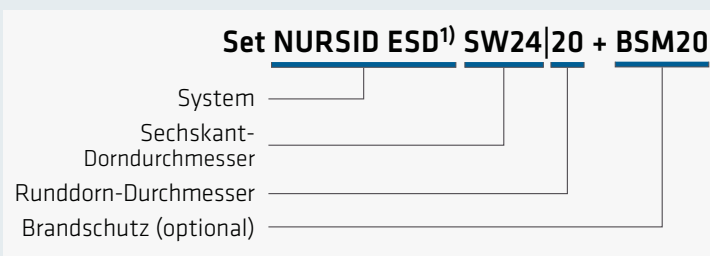 Set NURSID ESD1) SW24|20 + BSM20
System
Sechskant-
Dorndurchmesser
Runddorn-Durchmesser
Brandschutz (optional)